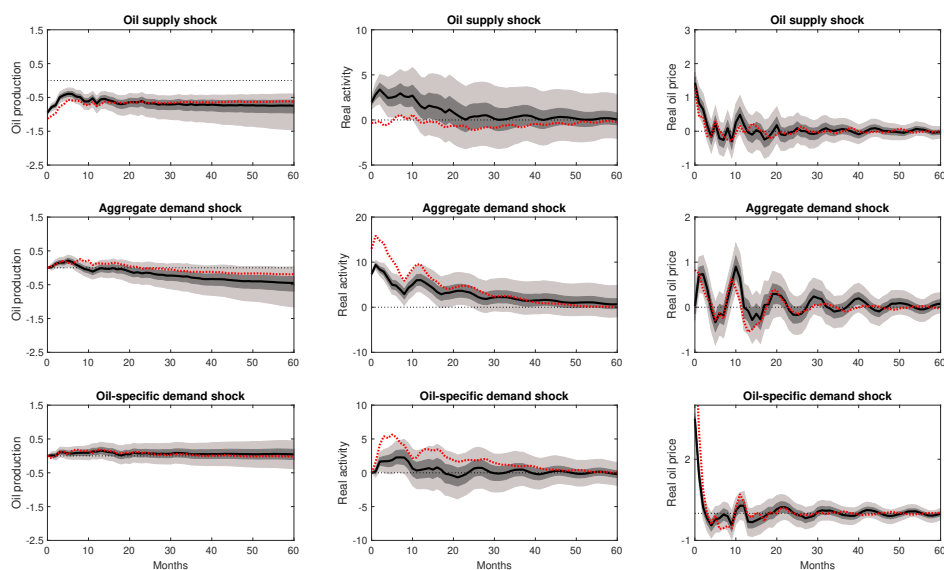 Oil supply shock
Oil production
1.5
0.5
-0.5
-1.5
-2.5
0 10 20 30 40 50 60
Oil supply shock
Real activity
10
5
0
-5
0 10 20 30 40 50 60
Oil supply shock
Real oil price
3
2
1
0
-1
0 10 20 30 40 50 60
Aggregate demand shock
Oil production
1.5
0.5
-0.5
-1.5
-2.5
0 10 20 30 40 50 60
Aggregate demand shock
Real activity
20
10
0
-10
0 10 20 30 40 50 60
Aggregate demand shock
Real oil price
2
1
0
-1
0 10 20 30 40 50 60
Oil-specific demand shock
Oil production
1.5
0.5
-0.5
-1.5
-2.5
0 10 20 30 40 50 60
Months
Oil-specific demand shock
Real activity
10
5
0
-5
-10
0 10 20 30 40 50 60
Months
Oil-specific demand shock
Real oil price
2
0
-1
0 10 20 30 40 50 60
Months